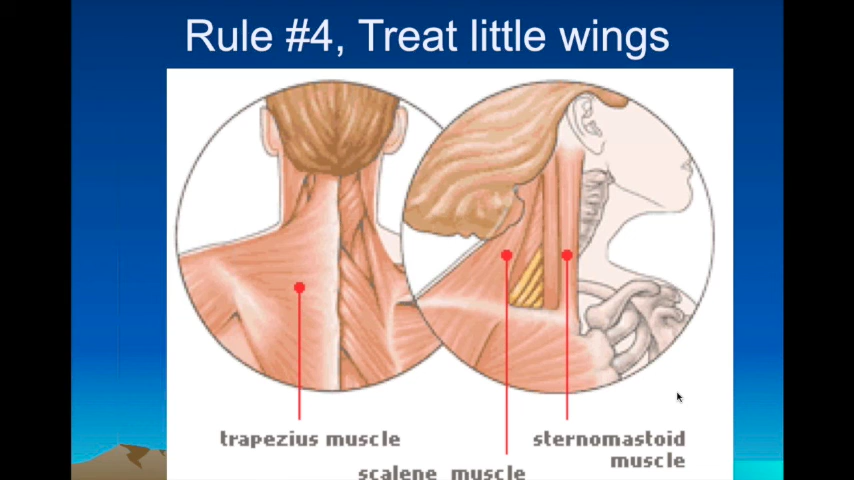 Rule #4, Treat little wings
trapezius muscle
sternomastoid
muscle
scalene muscle